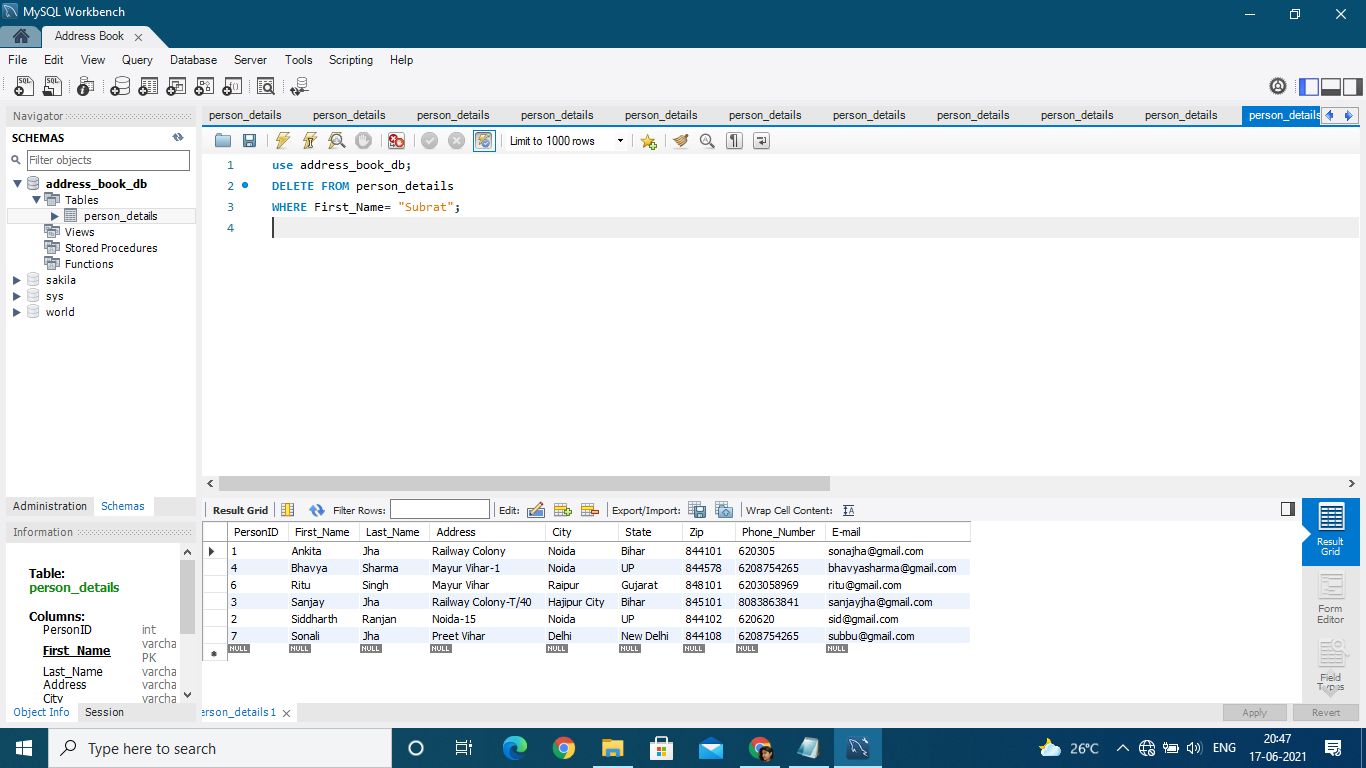 MySQL Workbench
Address Book
File Edit View Query Database Server Tools Scripting Help
Navigator
SCHEMAS
Filter objects
address_book_db
Tables
person_details
Views
Stored Procedures
Functions
sakila
sys
world
Administration Schemas
Information
Table:
person_details
Columns:
PersonID int
First_Name varcha
PK
Last_Name varcha
Address varcha
City varcha
Object Info Session
person_details person_details person_details person_details person_details person_details person_details person_details person_details person_details person_details
Limit to 1000 rows
1 use address_book_db;
2 DELETE FROM person_details
3 WHERE First_Name= "Subrat";
4
Result Grid Filter Rows: Edit: Export/Import: Wrap Cell Content:
PersonID First_Name Last_Name Address City State Zip Phone_Number E-mail
1 Ankita Jha Railway Colony Noida Bihar 844101 620305 sonajha@gmail.com
4 Bhavya Sharma Mayur Vihar-1 Noida UP 844578 6208754265 bhavyasharma@gmail.com
6 Ritu Singh Mayur Vihar Raipur Gujarat 848101 6203058969 ritu@gmail.com
3 Sanjay Jha Railway Colony-T/40 Hajipur City Bihar 845101 8083863841 sanjayjha@gmail.com
2 Siddharth Ranjan Noida-15 Noida UP 844102 620620 sid@gmail.com
7 Sonali Jha Preet Vihar Delhi New Delhi 844108 6208754265 subbu@gmail.com
NULL NULL NULL NULL NULL NULL NULL NULL NULL
Result
Grid
Form
Editor
Field
Types
erson_details 1
Apply Revert
Type here to search
26°C ENG
20:47
17-06-2021